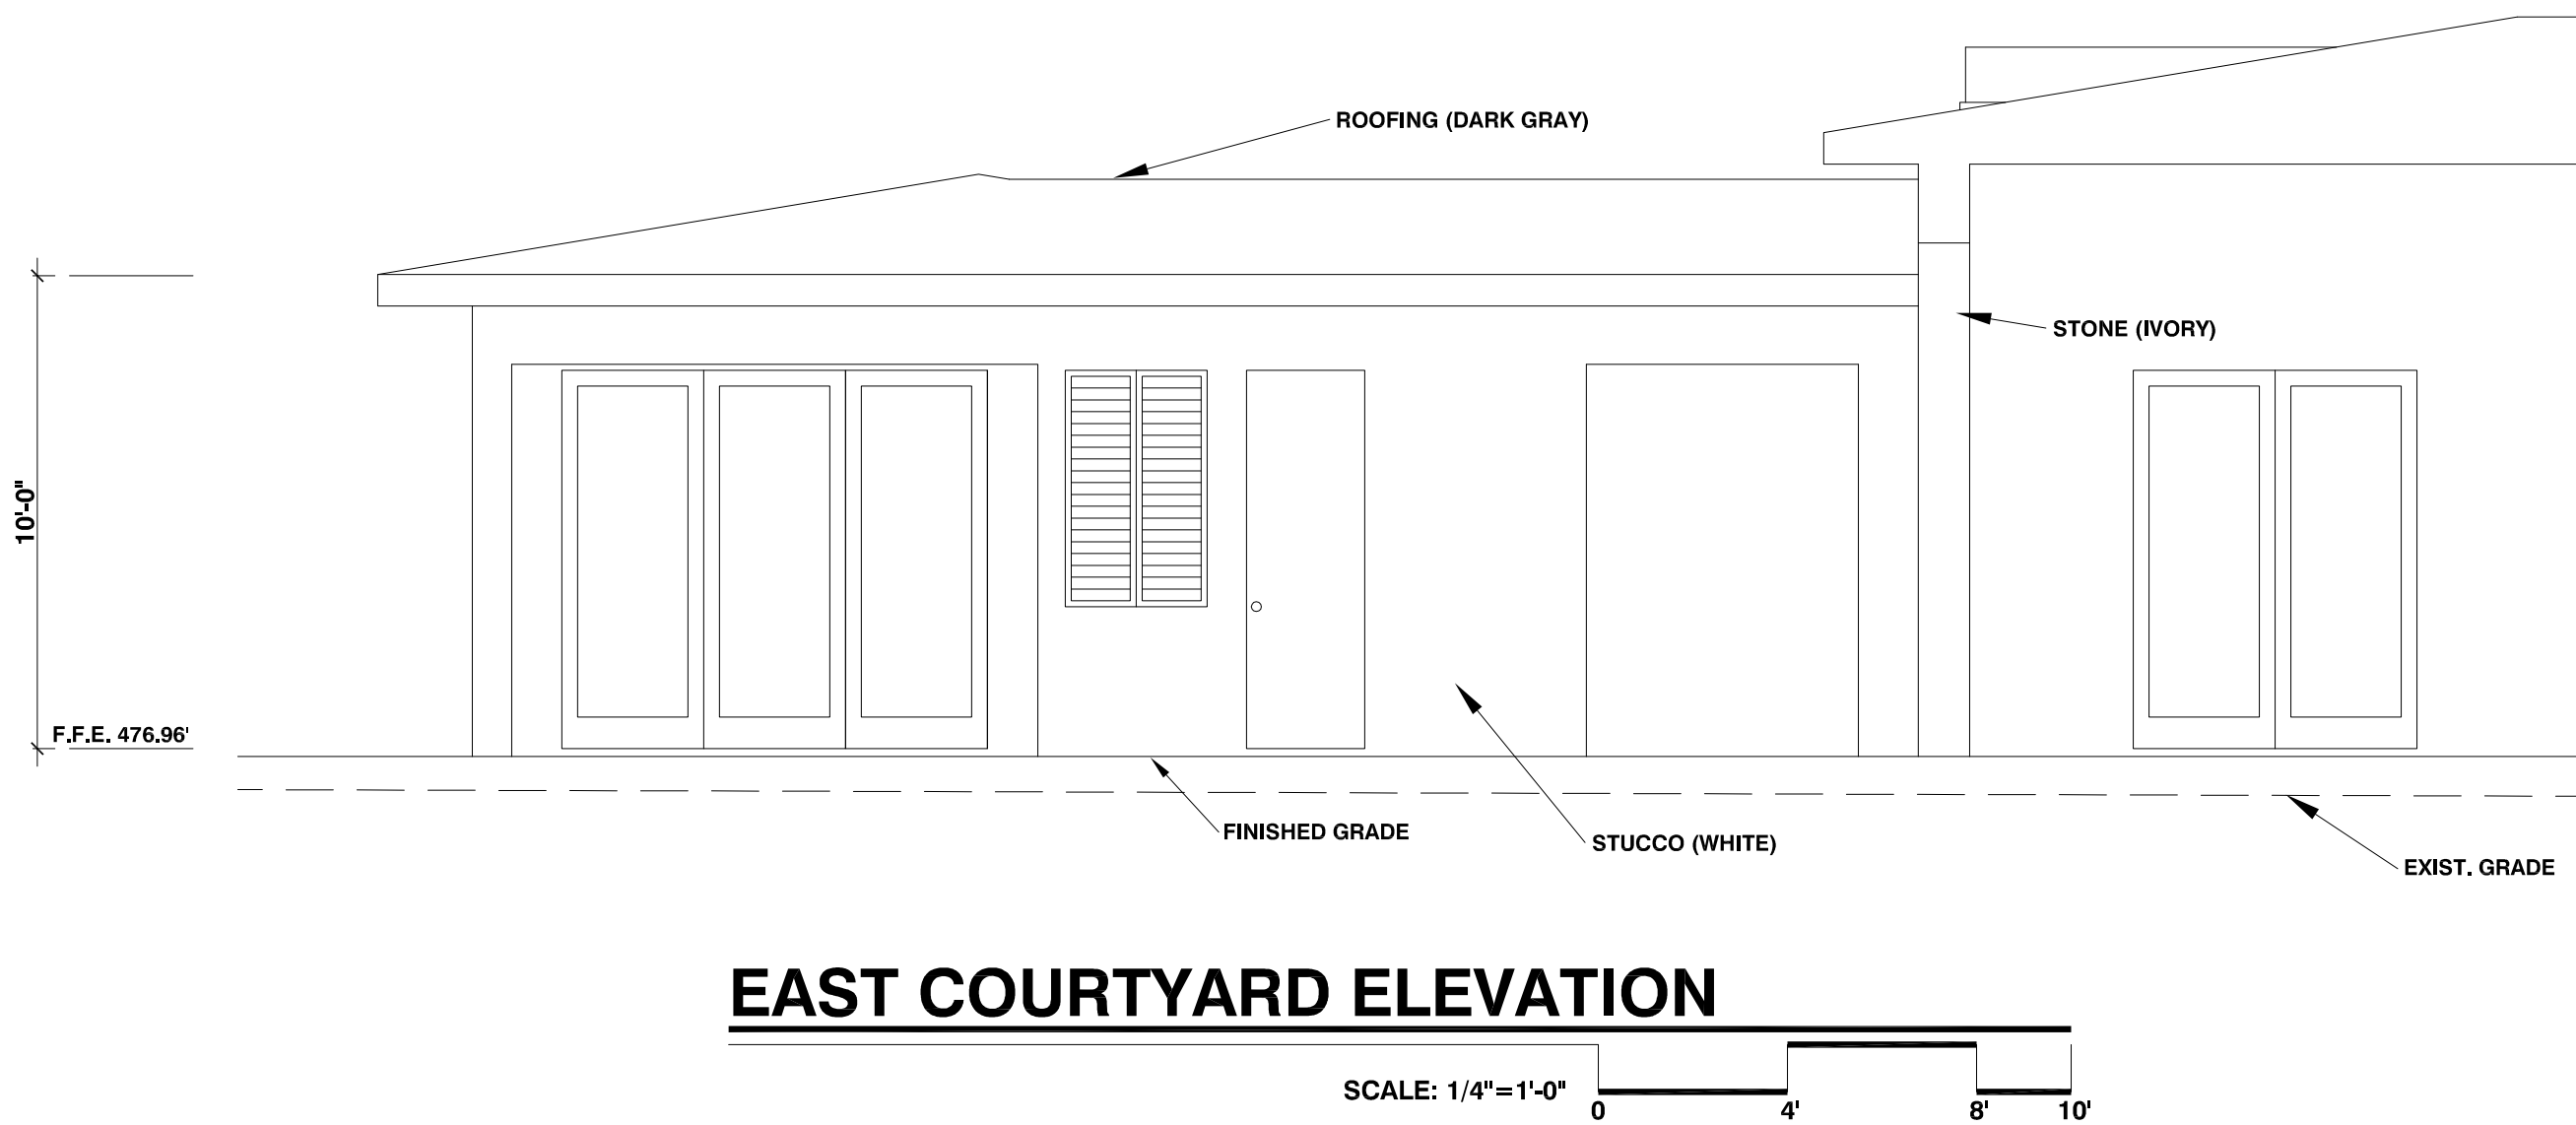 ROOFING (DARK GRAY)
STONE (IVORY)
10'-0"
F.F.E. 476.96'
FINISHED GRADE
STUCCO (WHITE)
EXIST. GRADE
EAST COURTYARD ELEVATION
SCALE: 1/4"=1'-0"
0 4' 8' 10'